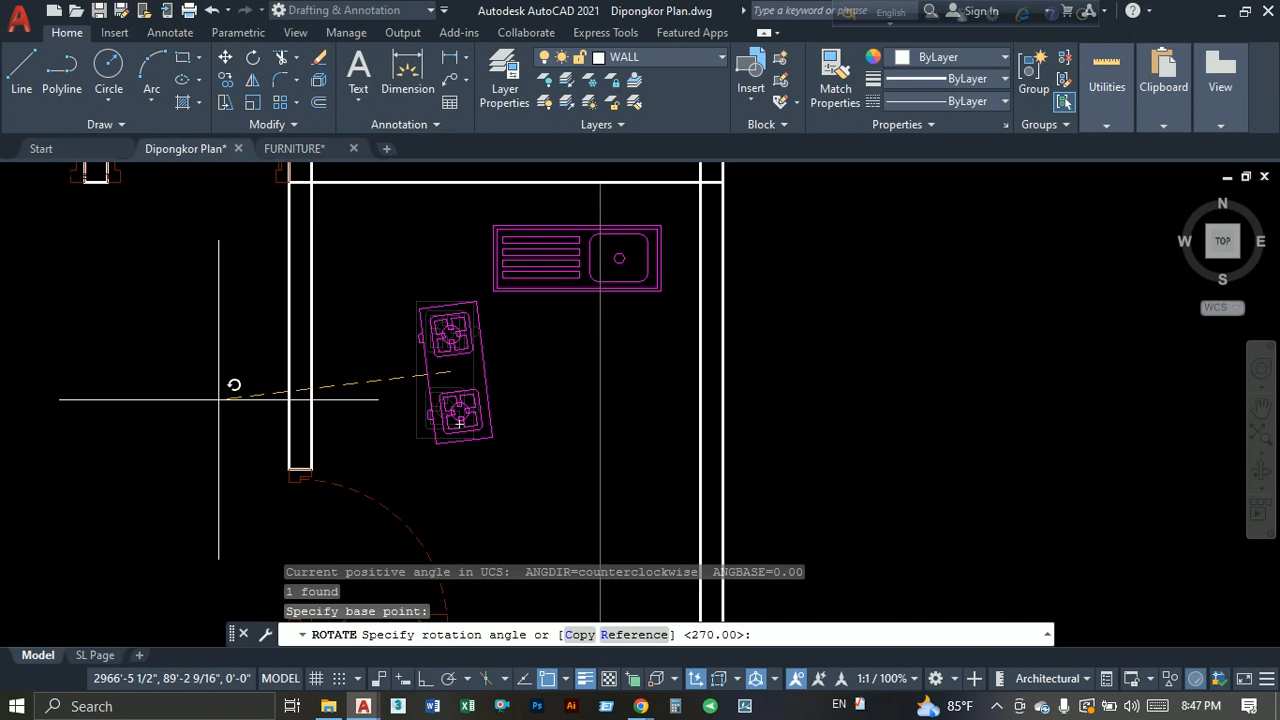 Drafting & Annotation
Autodesk AutoCAD 2021 Dipongkor Plan.dwg
Type a keyword or phrase
English
Sign In
Home Insert Annotate Parametric View Manage Output Add-ins Collaborate Express Tools Featured Apps
Line
Polyline
Circle
Arc
Draw
Modify
Text
Dimension
Annotation
Layer
Properties
WALL
Layers
Insert
Block
Match
Properties
ByLayer
ByLayer
ByLayer
Properties
Group
Groups
Utilities
Clipboard
View
Start
Dipongkor Plan*
FURNITURE*
N
W TOP E
S
WCS
Current positive angle in UCS: ANGDIR=counterclockwise ANGBASE=0.00
1 found
Specify base point:
ROTATE Specify rotation angle or [Copy Reference] <270.00>:
Model SL Page
2966'-5 1/2", 89'-2 9/16", 0'-0" MODEL 1:1 / 100% Architectural
Search
85°F
ENG
8:47 PM